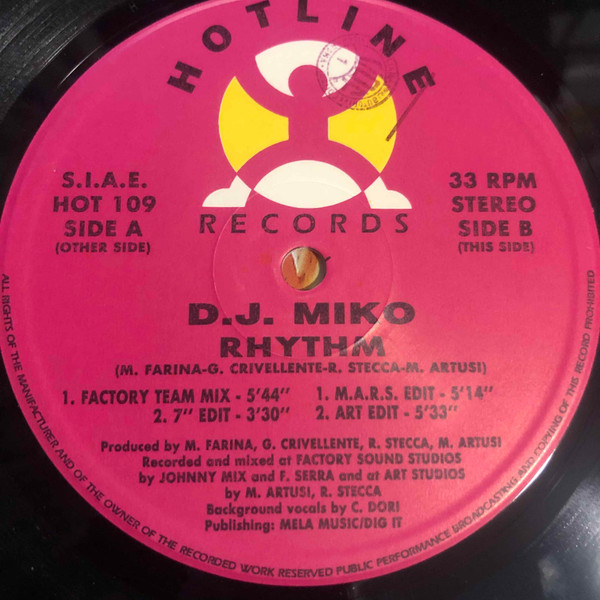 HOTLINE
RECORDS
S.I.A.E.
HOT 109
SIDE A
(OTHER SIDE)
33 RPM
STEREO
SIDE B
(THIS SIDE)
D.J. MIKO
RHYTHM
(M. FARINA-G. CRIVELLENTE-R. STECCA-M. ARTUSI)
1. FACTORY TEAM MIX - 5'44"
2. 7" EDIT - 3'30"
1. M.A.R.S. EDIT - 5'14"
2. ART EDIT - 5'33"
Produced by M. FARINA, G. CRIVELLENTE, R. STECCA, M. ARTUSI
Recorded and mixed at FACTORY SOUND STUDIOS
by JOHNNY MIX and F. SERRA and at ART STUDIOS
by M. ARTUSI, R. STECCA
Background vocals by C. DORI
Publishing: MELA MUSIC/DIG IT
ALL RIGHTS OF THE MANUFACTURER AND OF THE OWNER OF THE RECORDED WORK RESERVED PUBLIC PERFORMANCE BROADCASTING AND COPYING OF THIS RECORD PROHIBITED